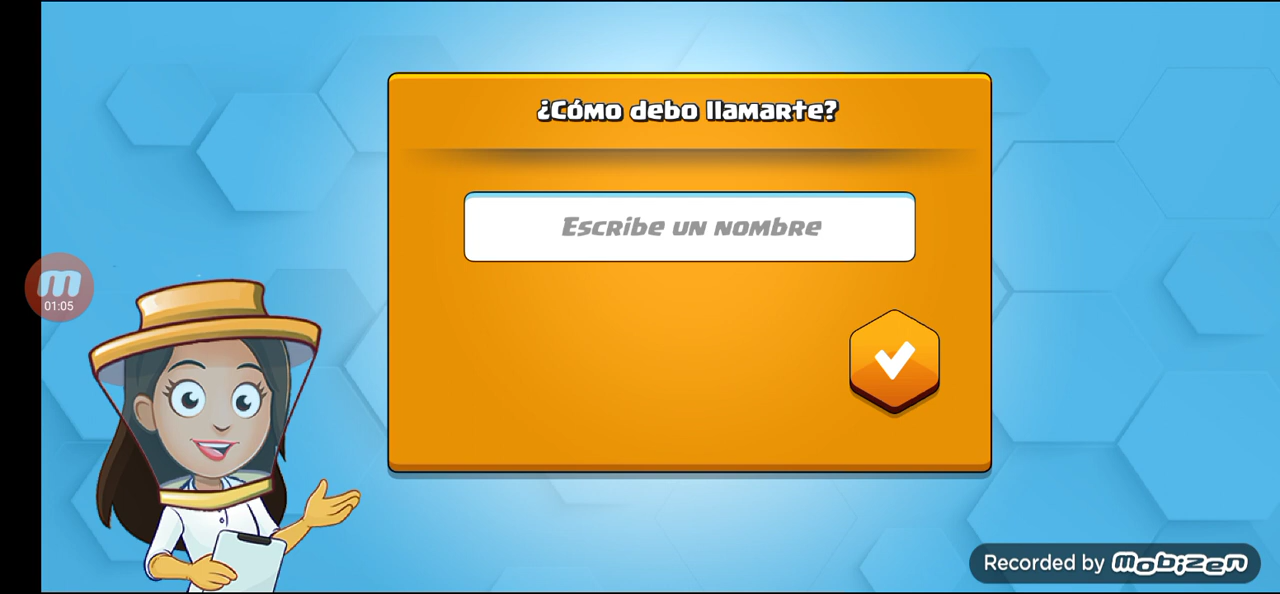 ¿Cómo debo llamarte?
Escribe un nombre
m
01:05
Recorded by mobizen